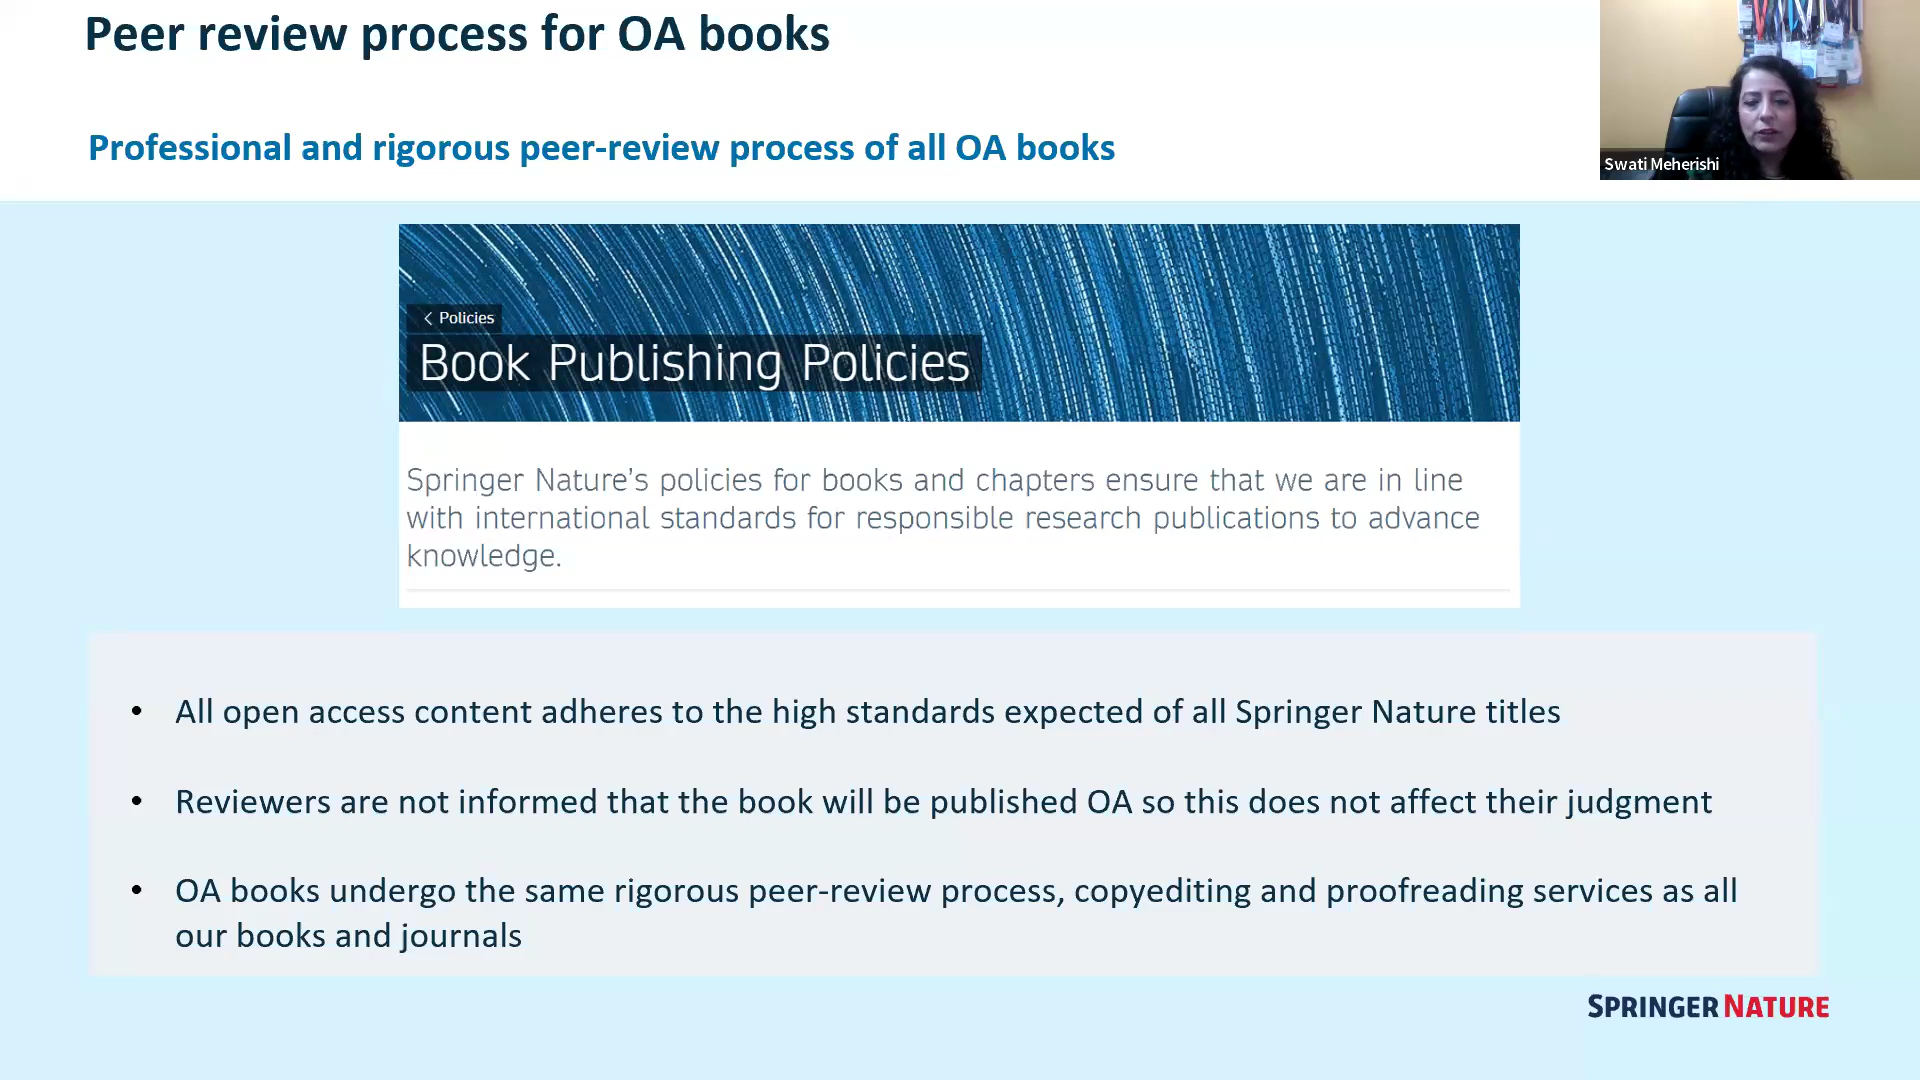 Peer review process for OA books
Professional and rigorous peer-review process of all OA books
Swati Meherishi
< Policies
Book Publishing Policies
Springer Nature’s policies for books and chapters ensure that we are in line
with international standards for responsible research publications to advance
knowledge.
• All open access content adheres to the high standards expected of all Springer Nature titles
• Reviewers are not informed that the book will be published OA so this does not affect their judgment
• OA books undergo the same rigorous peer-review process, copyediting and proofreading services as all
our books and journals
SPRINGER NATURE